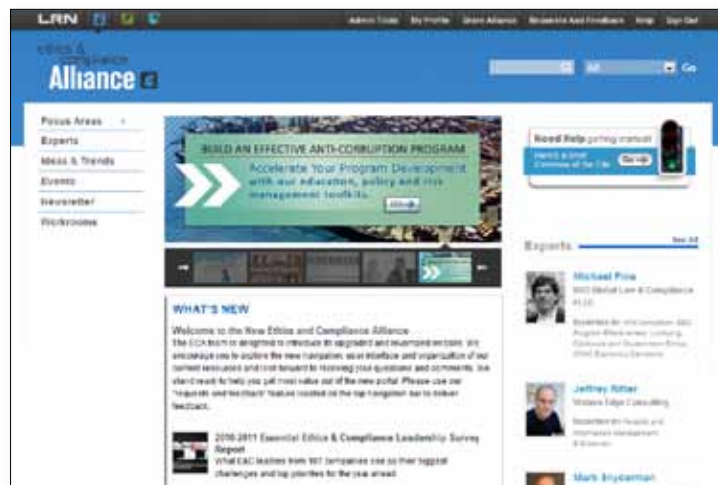 LRN
Admin Tools My Profile Share Alliance Requests And Feedback Help Sign Out
ethics &
compliance
Alliance
All
Go
Focus Areas
Experts
Ideas & Trends
Events
Newsletter
Workrooms
BUILD AN EFFECTIVE ANTI-CORRUPTION PROGRAM
Accelerate Your Program Development
with our education, policy and risk
management toolkits.
Need Help getting started?
Overview of the Site
Experts
See All
Michael Pine
Jeffrey Ritter
Waters Edge Consulting
Information Management
Mark Snyderman
WHAT'S NEW
Welcome to the New Ethics and Compliance Alliance
The ECA team is delighted to introduce its upgraded and revamped website. We
encourage you to explore the new navigation, user interface and organization of our
current resources and look forward to receiving your questions and comments. We
stand ready to help you get most value out of the new portal. Please use our
"requests and feedback" feature located on the top navigation bar to deliver
feedback.
2010-2011 Essential Ethics & Compliance Leadership Survey
Report
What E&C leaders from 107 companies see as their biggest
challenges and top priorities for the year ahead.